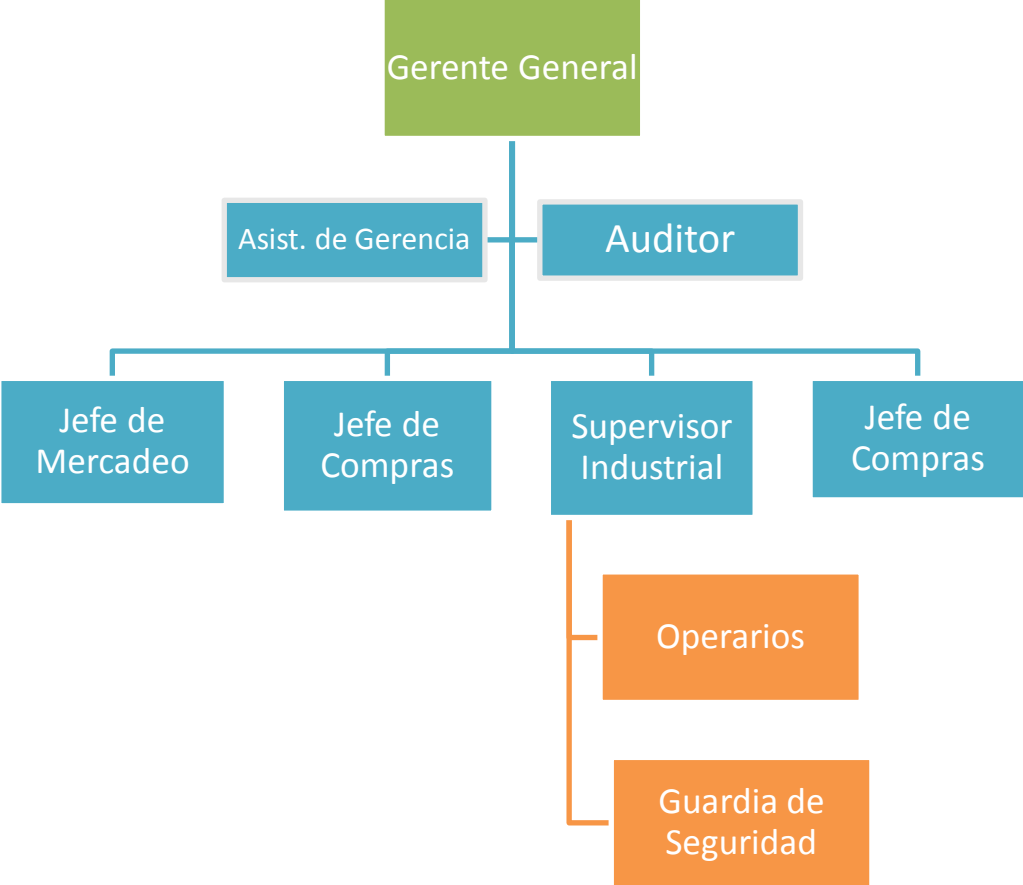 Gerente General
Asist. de Gerencia
Auditor
Jefe de
Mercadeo
Jefe de
Compras
Supervisor
Industrial
Jefe de
Compras
Operarios
Guardia de
Seguridad